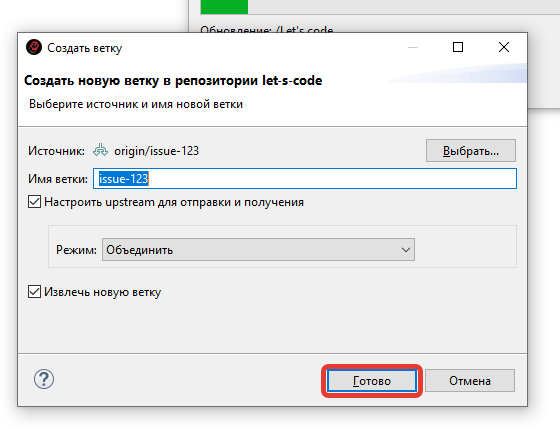 Обновление: /Let's code
Создать ветку
Создать новую ветку в репозитории let-s-code
Выберите источник и имя новой ветки
Источник: origin/issue-123 Выбрать...
Имя ветки: issue-123
Настроить upstream для отправки и получения
Режим: Объединить
Извлечь новую ветку
? Готово Отмена